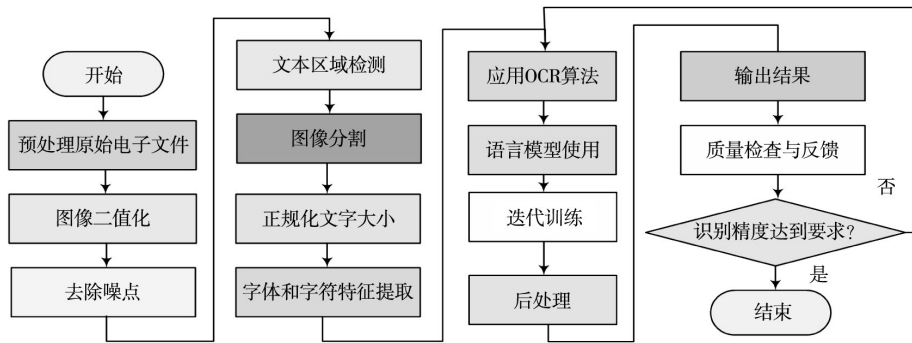 开始
预处理原始电子文件
图像二值化
去除噪点
文本区域检测
图像分割
正规化文字大小
字体和字符特征提取
应用OCR算法
语言模型使用
迭代训练
后处理
输出结果
质量检查与反馈
否
识别精度达到要求?
是
结束